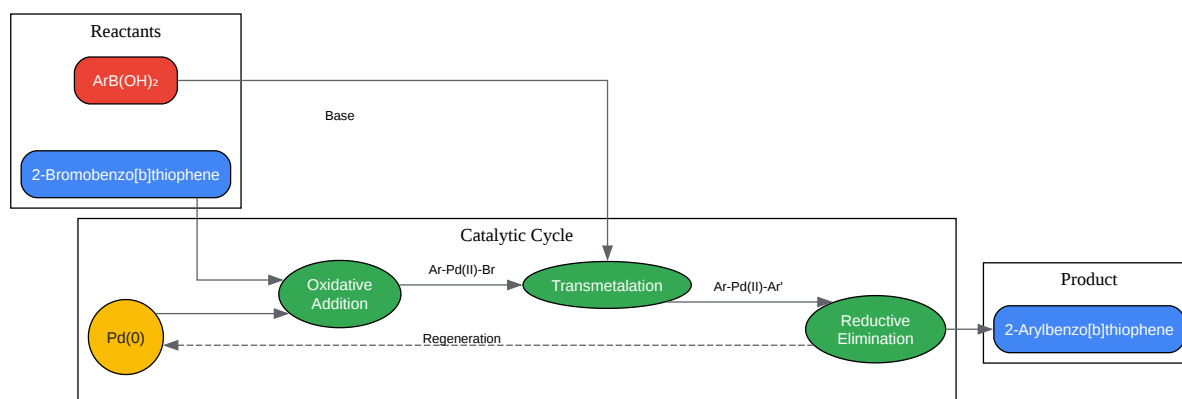 Reactants
ArB(OH)₂
Base
2-Bromobenzo[b]thiophene
Catalytic Cycle
Oxidative
Addition
Ar-Pd(II)-Br
Transmetalation
Ar-Pd(II)-Ar'
Reductive
Elimination
Pd(0)
Regeneration
Product
2-Arylbenzo[b]thiophene